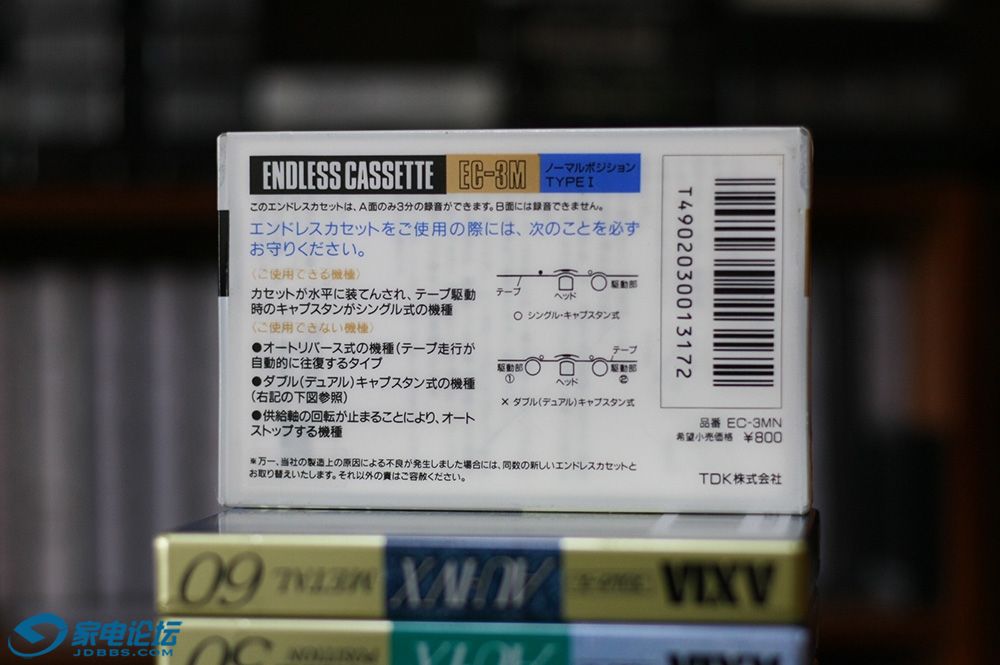 ENDLESS CASSETTE EC-3M ノーマルポジション
TYPE I
このエンドレスカセットは、A面のみ3分の録音ができます。B面には録音できません。
エンドレスカセットをご使用の際には、次のことを必ず
お守りください。
〈ご使用できる機種〉
カセットが水平に装てんされ、テープ駆動
時のキャプスタンがシングル式の機種
〈ご使用できない機種〉
●オートリバース式の機種(テープ走行が
自動的に往復するタイプ
●ダブル(デュアル)キャプスタン式の機種
(右記の下図参照)
●供給軸の回転が止まることにより、オート
ストップする機種
テープ ヘッド 駆動部
○ シングル・キャプスタン式
テープ
駆動部 ① ヘッド 駆動部 ②
× ダブル(デュアル)キャプスタン式
※万一、当社の製造上の原因による不良が発生しました場合には、同数の新しいエンドレスカセットと
お取り替えいたします。それ以外の責はご容赦ください。
T4902030013172
品番 EC-3MN
希望小売価格 ¥800
TDK株式会社
AXIA
METAL
60
家电论坛
JDBBS.COM